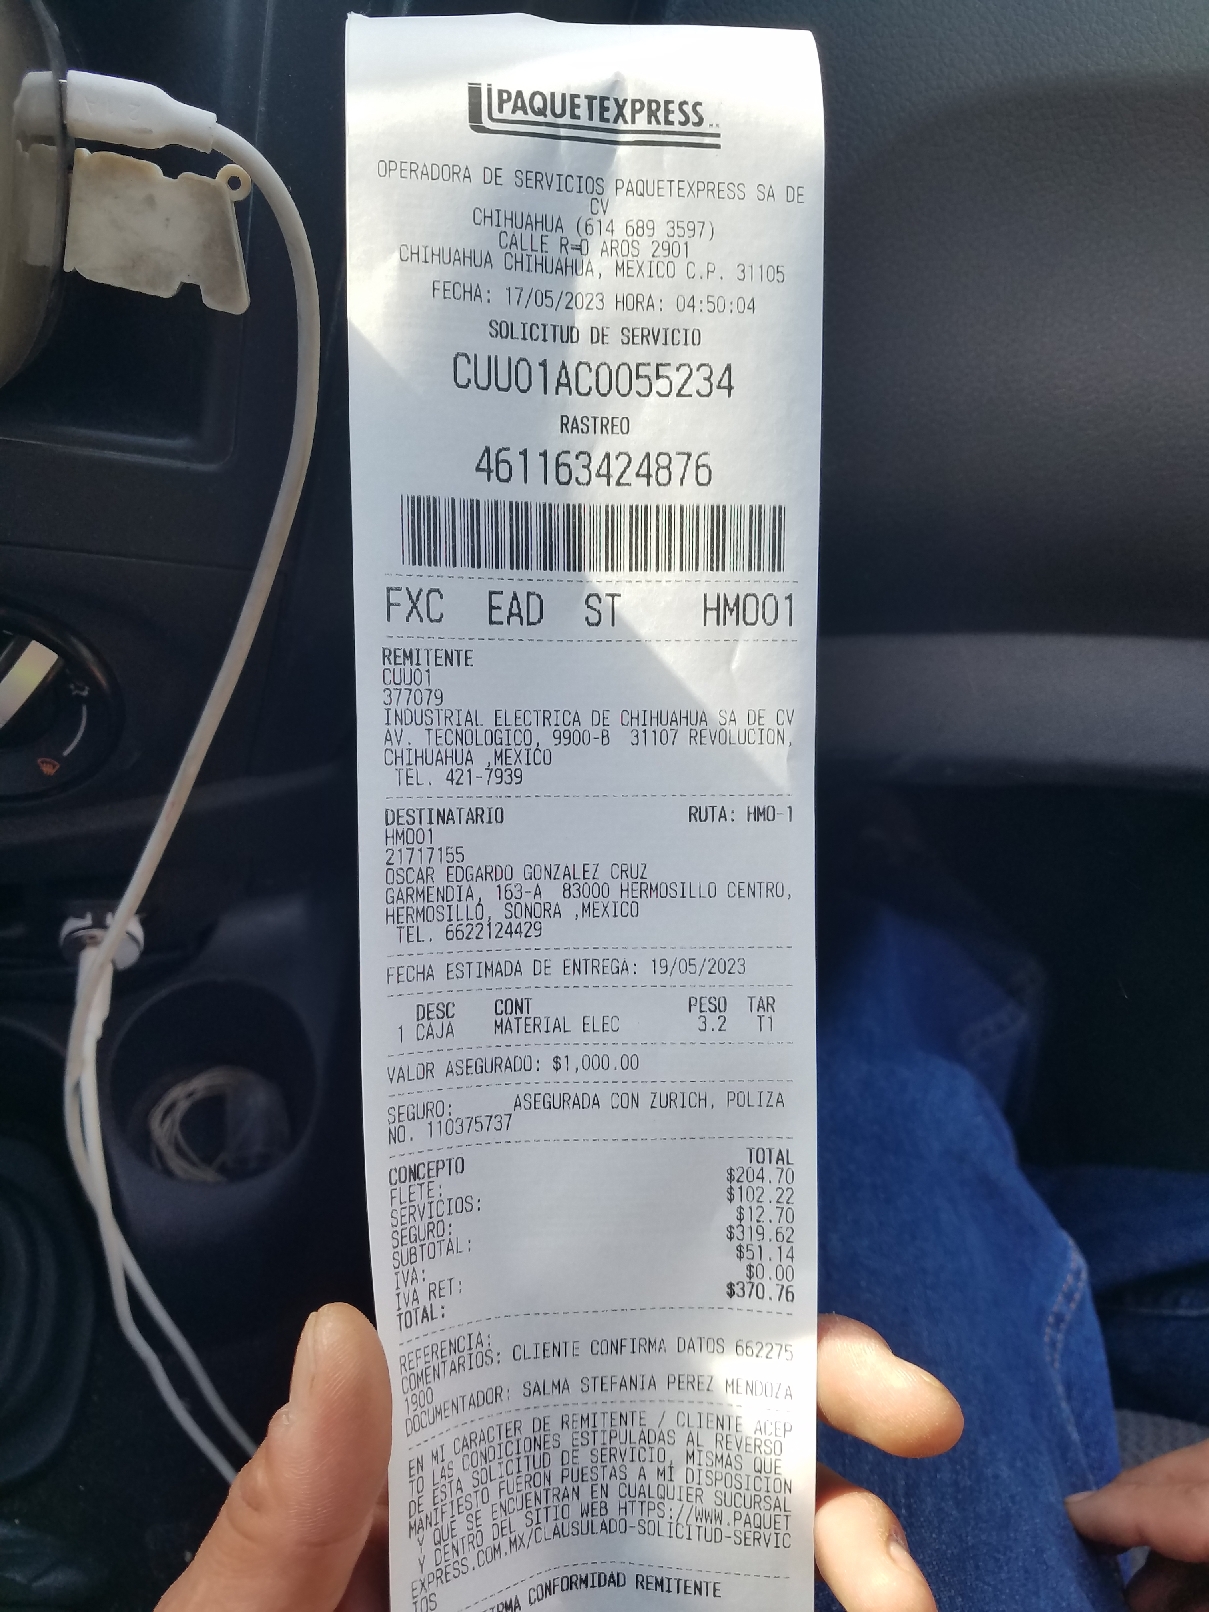 PAQUETEXPRESS
OPERADORA DE SERVICIOS PAQUETEXPRESS SA DE
CV
CHIHUAHUA (614 689 3597)
CALLE R=O AROS 2901
CHIHUAHUA CHIHUAHUA, MEXICO C.P. 31105
FECHA: 17/05/2023 HORA: 04:50:04
SOLICITUD DE SERVICIO
CUU01AC0055234
RASTREO
461163424876
FXC EAD ST HMO01
REMITENTE
CUU01
377079
INDUSTRIAL ELECTRICA DE CHIHUAHUA SA DE CV
AV. TECNOLOGICO, 9900-B 31107 REVOLUCION,
CHIHUAHUA ,MEXICO
TEL. 421-7939
DESTINATARIO RUTA: HMO-1
HMO01
21717155
OSCAR EDGARDO GONZALEZ CRUZ
GARMENDIA, 163-A 83000 HERMOSILLO CENTRO,
HERMOSILLO, SONORA ,MEXICO
TEL. 6622124429
FECHA ESTIMADA DE ENTREGA: 19/05/2023
DESC CONT PESO TAR
1 CAJA MATERIAL ELEC 3.2 T1
VALOR ASEGURADO: $1,000.00
SEGURO: ASEGURADA CON ZURICH, POLIZA
NO. 110375737
CONCEPTO TOTAL
FLETE: $204.70
SERVICIOS: $102.22
SEGURO: $12.70
SUBTOTAL: $319.62
IVA: $51.14
IVA RET: $0.00
TOTAL: $370.76
REFERENCIA:
COMENTARIOS: CLIENTE CONFIRMA DATOS 662275
1900
DOCUMENTADOR: SALMA STEFANIA PEREZ MENDOZA
EN MI CARACTER DE REMITENTE / CLIENTE ACEP
TO LAS CONDICIONES ESTIPULADAS AL REVERSO
DE ESTA SOLICITUD DE SERVICIO, MISMAS QUE
MANIFIESTO FUERON PUESTAS A MI DISPOSICION
Y QUE SE ENCUENTRAN EN CUALQUIER SUCURSAL
Y DENTRO DEL SITIO WEB HTTPS://WWW.PAQUET
EXPRESS.COM.MX/CLAUSULADO-SOLICITUD-SERVIC
IOS
FIRMA CONFORMIDAD REMITENTE